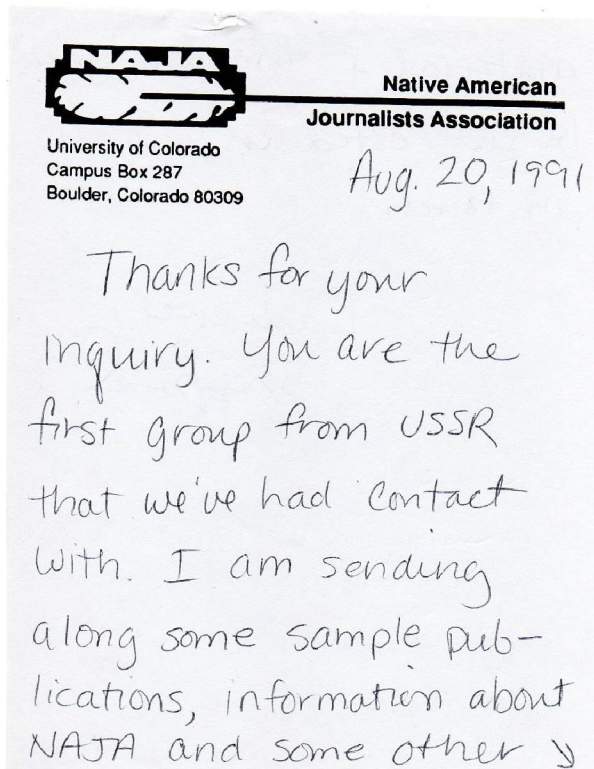 NAJA
Native American
Journalists Association
University of Colorado
Campus Box 287
Boulder, Colorado 80309
Aug. 20, 1991
Thanks for your
inquiry. You are the
first group from USSR
that we've had contact
with. I am sending
along some sample pub-
lications, information about
NAJA and some other ↘